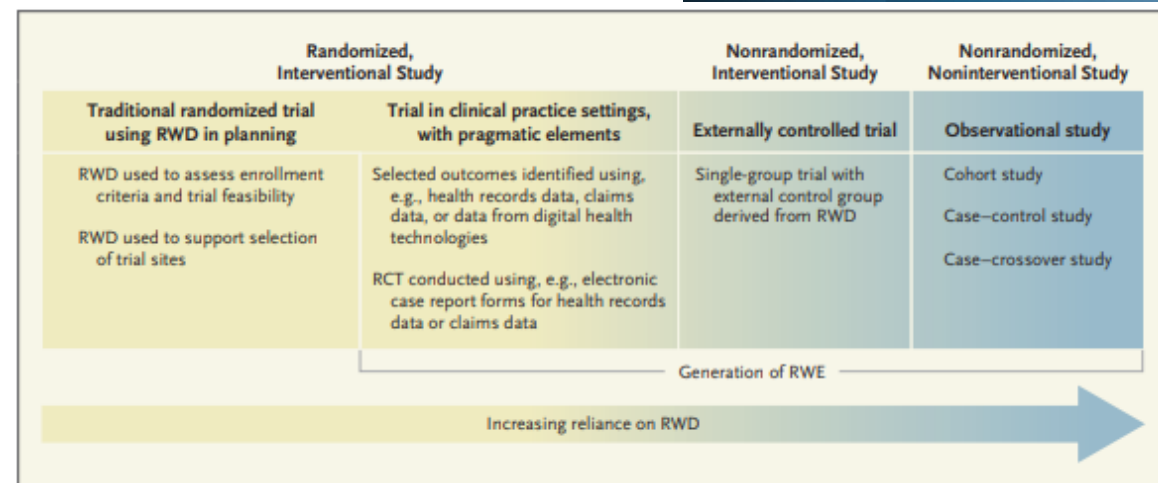 Randomized,
Interventional Study
Nonrandomized,
Interventional Study
Nonrandomized,
Noninterventional Study
Traditional randomized trial
using RWD in planning
Trial in clinical practice settings,
with pragmatic elements
Externally controlled trial
Observational study
RWD used to assess enrollment
criteria and trial feasibility
RWD used to support selection
of trial sites
Selected outcomes identified using,
e.g., health records data, claims
data, or data from digital health
technologies
RCT conducted using, e.g., electronic
case report forms for health records
data or claims data
Single-group trial with
external control group
derived from RWD
Cohort study
Case–control study
Case–crossover study
Generation of RWE
Increasing reliance on RWD